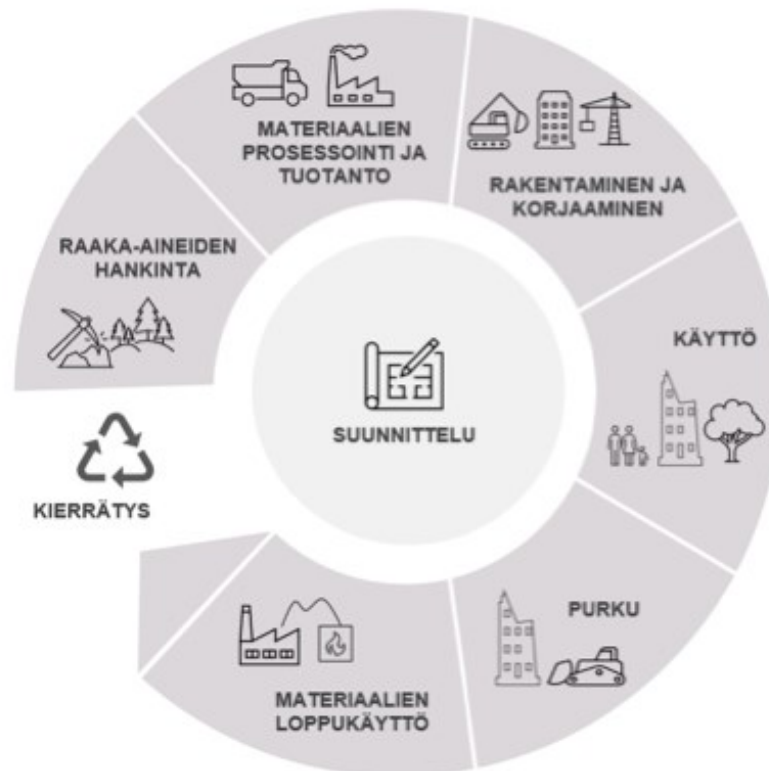 MATERIAALIEN
PROSESSOINTI JA
TUOTANTO
RAKENTAMINEN JA
KORJAAMINEN
RAAKA-AINEIDEN
HANKINTA
KÄYTTÖ
SUUNNITTELU
KIERRÄTYS
PURKU
MATERIAALIEN
LOPPUKÄYTTÖ